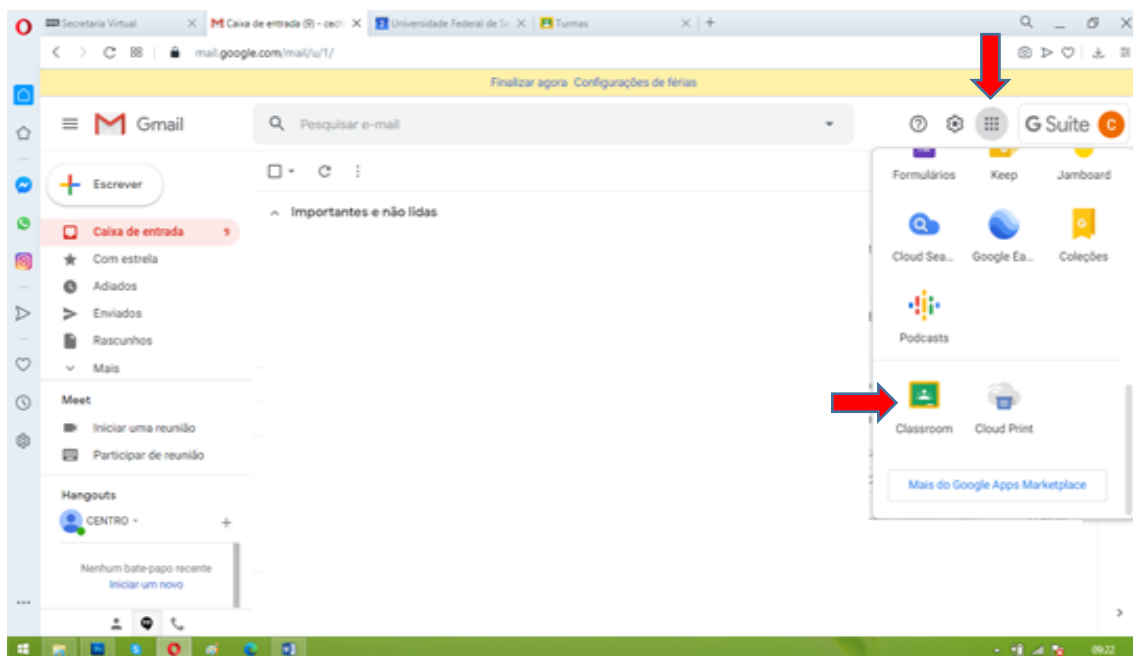 Secretaria Virtual
Caixa de entrada (9) - cech
Universidade Federal de S
Turmas
mail.google.com/mail/u/1/
Finalizar agora Configurações de férias
Gmail
Pesquisar e-mail
G Suite
C
Escrever
Caixa de entrada 9
Com estrela
Adiados
Enviados
Rascunhos
Mais
Meet
Iniciar uma reunião
Participar de reunião
Hangouts
CENTRO
Nenhum bate-papo recente
Iniciar um novo
Importantes e não lidas
Formulários Keep Jamboard
Cloud Sea... Google Ea... Coleções
Podcasts
Classroom Cloud Print
Mais do Google Apps Marketplace
09:22